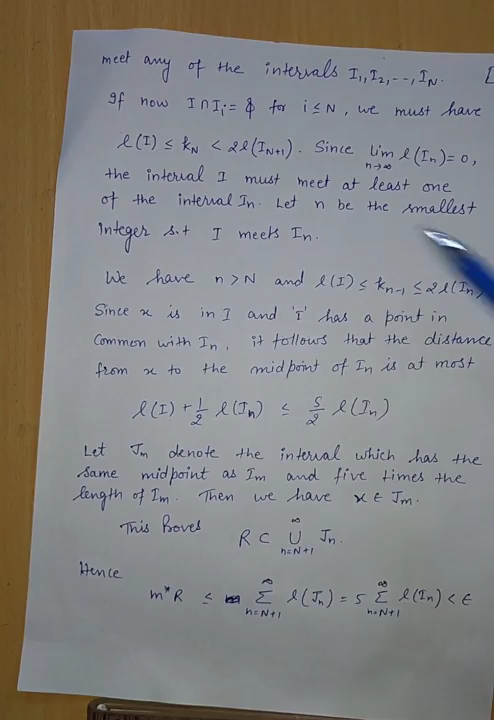 meet any of the intervals I₁, I₂, --, I_N. [
If now I ∩ I_i = ϕ for i ≤ N, we must have
l(I) ≤ k_N < 2l(I_{N+1}). Since lim_{n→∞} l(I_n) = 0,
the interval I must meet at least one
of the interval I_n. Let n be the smallest
Integer s.t I meets I_n.
We have n > N and l(I) ≤ k_{n-1} ≤ 2l(I_n)
Since x is in I and 'I' has a point in
Common with I_n, it follows that the distance
from x to the midpoint of I_n is at most
l(I) + 1/2 l(I_n) ≤ 5/2 l(I_n)
Let J_m denote the interval which has the
same midpoint as I_m and five times the
length of I_m. Then we have x ∈ J_m.
This Proves R ⊂ ∪_{n=N+1}^{∞} J_n.
Hence
m*R ≤ Σ_{n=N+1}^{∞} l(J_n) = 5 Σ_{n=N+1}^{∞} l(I_n) < ε